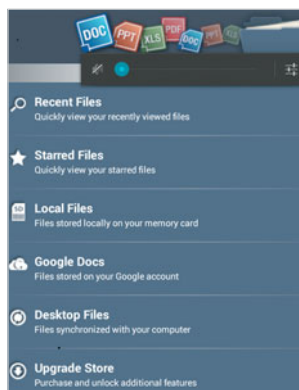 DOC PPT XLS PDF DOC PPT XLS
Recent Files
Quickly view your recently viewed files
Starred Files
Quickly view your starred files
SD
Local Files
Files stored locally on your memory card
Google Docs
Files stored on your Google account
Desktop Files
Files synchronized with your computer
Upgrade Store
Purchase and unlock additional features